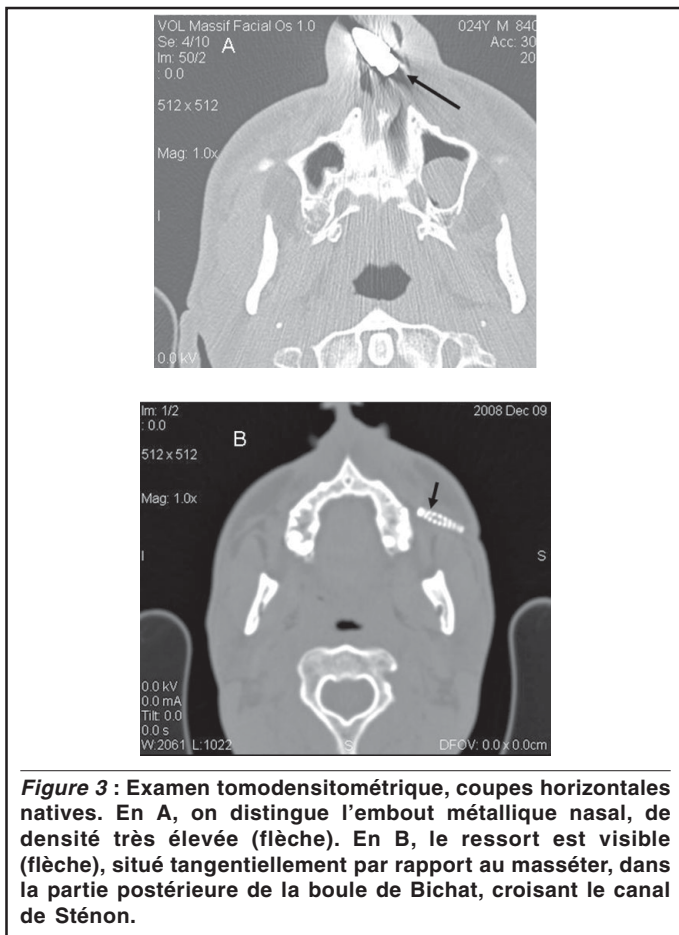 VOL Massif Facial Os 1.0 024Y M 840
Se: 4/10 A Acc: 30
Im: 50/2 20
: 0.0
512 x 512
Mag: 1.0x
I
0.0 kV
Im: 1/2 2008 Dec 09
: 0.0 B
512 x 512
Mag: 1.0x
I S
0.0 kV
0.0 mA
Tilt: 0.0
0.0 s
W:2061 L:1022 S DFOV: 0.0 x 0.0cm
Figure 3 : Examen tomodensitométrique, coupes horizontales
natives. En A, on distingue l'embout métallique nasal, de
densité très élevée (flèche). En B, le ressort est visible
(flèche), situé tangentiellement par rapport au masséter, dans
la partie postérieure de la boule de Bichat, croisant le canal
de Sténon.